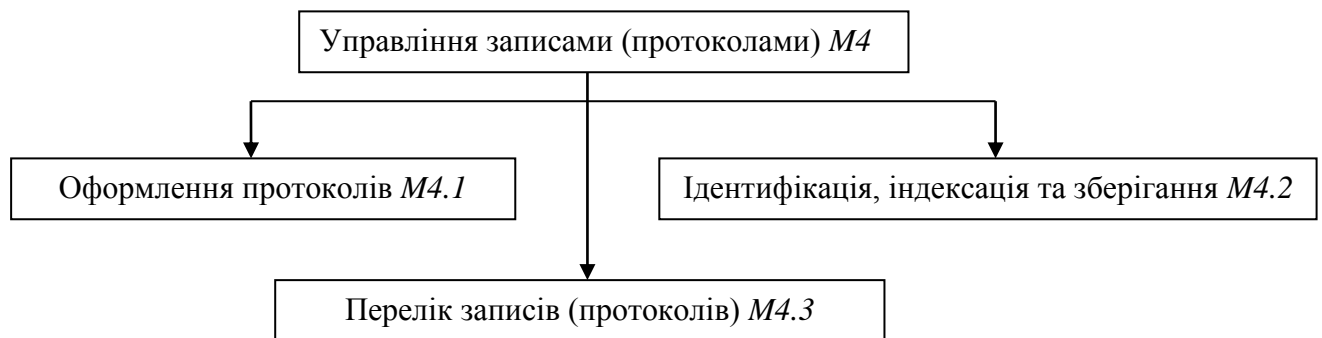 Управління записами (протоколами) М4
Оформлення протоколів М4.1
Ідентифікація, індексація та зберігання М4.2
Перелік записів (протоколів) М4.3